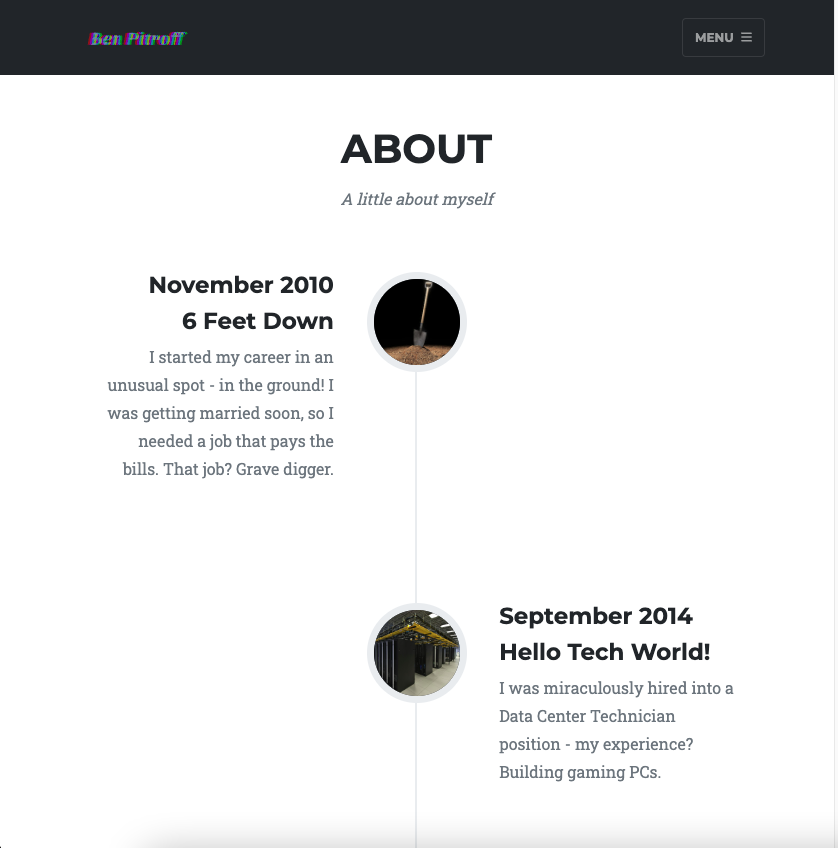 Ben Pitroff
MENU
ABOUT
A little about myself
November 2010
6 Feet Down
I started my career in an
unusual spot - in the ground! I
was getting married soon, so I
needed a job that pays the
bills. That job? Grave digger.
September 2014
Hello Tech World!
I was miraculously hired into a
Data Center Technician
position - my experience?
Building gaming PCs.